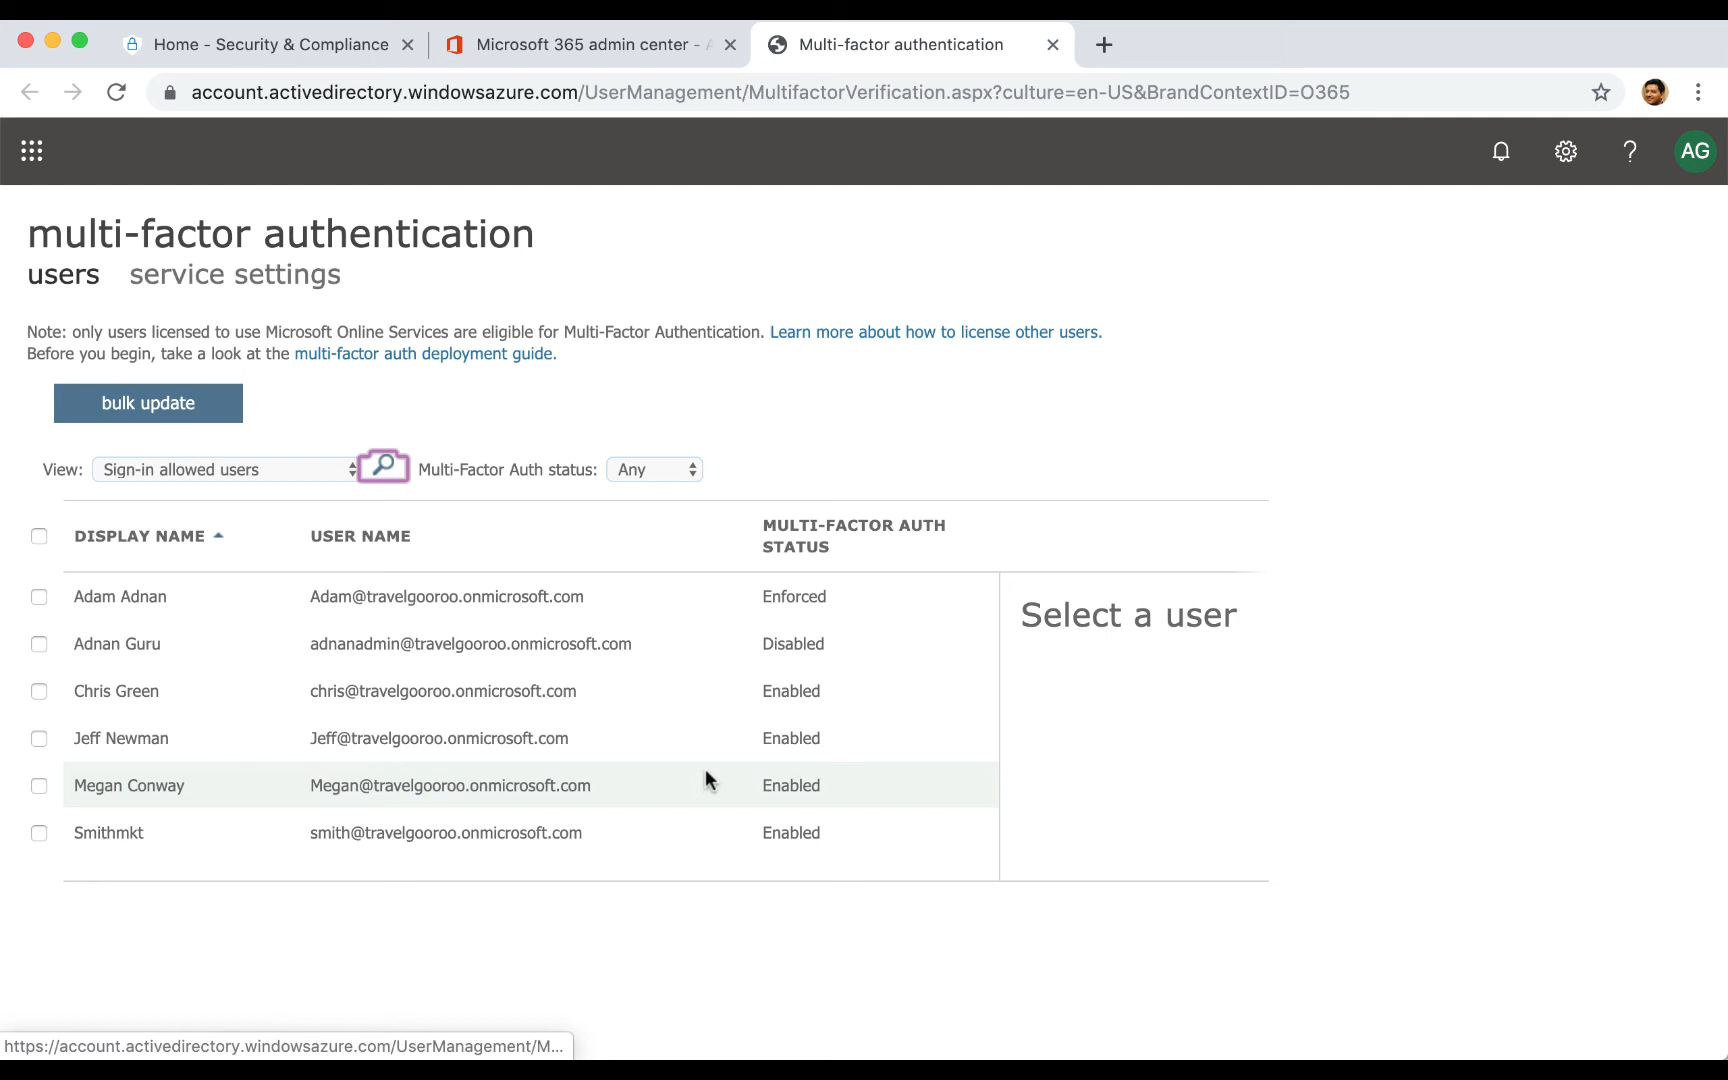 Home - Security & Compliance
Microsoft 365 admin center - A
Multi-factor authentication
account.activedirectory.windowsazure.com/UserManagement/MultifactorVerification.aspx?culture=en-US&BrandContextID=O365
AG
multi-factor authentication
users service settings
Note: only users licensed to use Microsoft Online Services are eligible for Multi-Factor Authentication. Learn more about how to license other users.
Before you begin, take a look at the multi-factor auth deployment guide.
bulk update
View: Sign-in allowed users Multi-Factor Auth status: Any
DISPLAY NAME USER NAME MULTI-FACTOR AUTH
STATUS
Adam Adnan Adam@travelgooroo.onmicrosoft.com Enforced
Select a user
Adnan Guru adnanadmin@travelgooroo.onmicrosoft.com Disabled
Chris Green chris@travelgooroo.onmicrosoft.com Enabled
Jeff Newman Jeff@travelgooroo.onmicrosoft.com Enabled
Megan Conway Megan@travelgooroo.onmicrosoft.com Enabled
Smithmkt smith@travelgooroo.onmicrosoft.com Enabled
https://account.activedirectory.windowsazure.com/UserManagement/M...